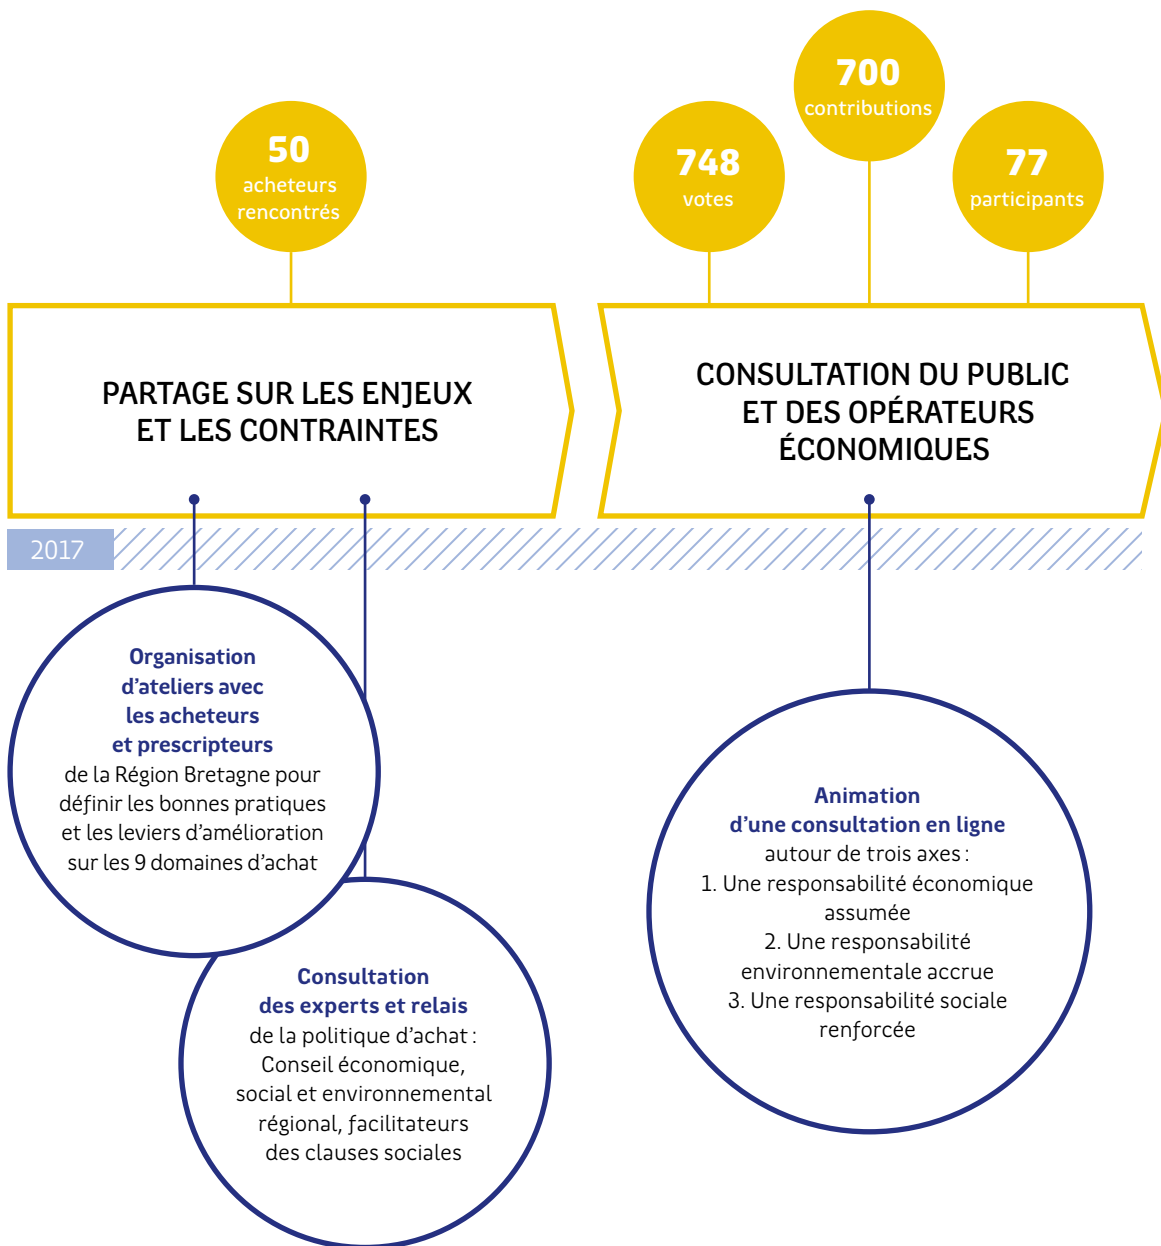 50
acheteurs
rencontrés
748
votes
700
contributions
77
participants
PARTAGE SUR LES ENJEUX
ET LES CONTRAINTES
CONSULTATION DU PUBLIC
ET DES OPÉRATEURS
ÉCONOMIQUES
2017
Organisation
d’ateliers avec
les acheteurs
et prescripteurs
de la Région Bretagne pour
définir les bonnes pratiques
et les leviers d’amélioration
sur les 9 domaines d’achat
Consultation
des experts et relais
de la politique d’achat :
Conseil économique,
social et environnemental
régional, facilitateurs
des clauses sociales
Animation
d’une consultation en ligne
autour de trois axes :
1. Une responsabilité économique
assumée
2. Une responsabilité
environnementale accrue
3. Une responsabilité sociale
renforcée